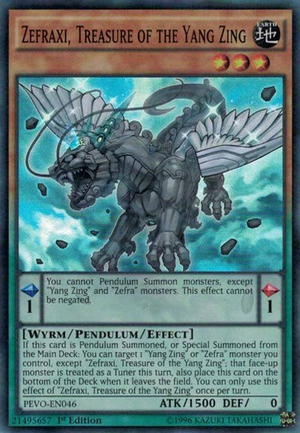 ZEFRAXI, TREASURE OF THE YANG ZING
EARTH
地
You cannot Pendulum Summon monsters, except
"Yang Zing" and "Zefra" monsters. This effect cannot
be negated.
1
1
[WYRM/PENDULUM/EFFECT]
If this card is Pendulum Summoned, or Special Summoned from
the Main Deck: You can target 1 "Yang Zing" or "Zefra" monster you
control, except "Zefraxi, Treasure of the Yang Zing"; that face-up
monster is treated as a Tuner this turn, also place this card on the
bottom of the Deck when it leaves the field. You can only use this
effect of "Zefraxi, Treasure of the Yang Zing" once per turn.
PEVO-EN046
ATK/1500 DEF/ 0
21495657 1st Edition
©1996 KAZUKI TAKAHASHI